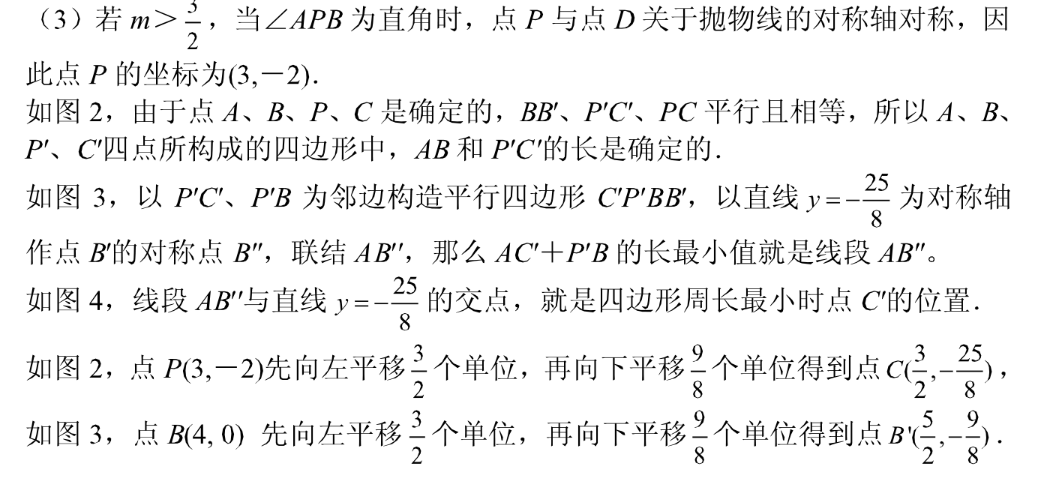 （3）若 m＞3/2，当∠APB 为直角时，点 P 与点 D 关于抛物线的对称轴对称，因
此点 P 的坐标为(3,－2)．
如图 2，由于点 A、B、P、C 是确定的，BB′、P′C′、PC 平行且相等，所以 A、B、
P′、C′四点所构成的四边形中，AB 和 P′C′的长是确定的．
如图 3，以 P′C′、P′B 为邻边构造平行四边形 C′P′BB′，以直线 y=-25/8 为对称轴
作点 B′的对称点 B″，联结 AB″，那么 AC′＋P′B 的长最小值就是线段 AB″。
如图 4，线段 AB″与直线 y=-25/8 的交点，就是四边形周长最小时点 C′的位置．
如图 2，点 P(3,－2)先向左平移 3/2 个单位，再向下平移 9/8 个单位得到点 C(3/2,-25/8)，
如图 3，点 B(4, 0) 先向左平移 3/2 个单位，再向下平移 9/8 个单位得到点 B'(5/2,-9/8)．